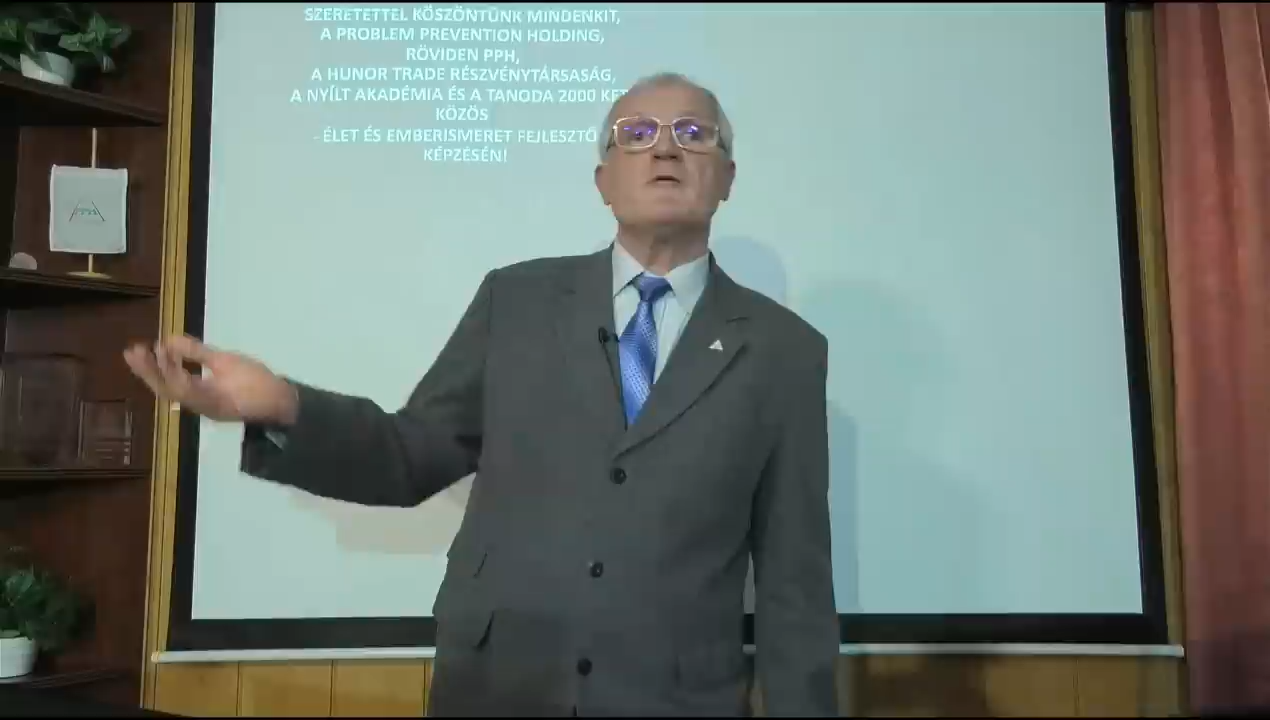 SZERETETTEL KÖSZÖNTÜNK MINDENKIT,
A PROBLEM PREVENTION HOLDING,
RÖVIDEN PPH,
A HUNOR TRADE RÉSZVÉNYTÁRSASÁG,
A NYÍLT AKADÉMIA ÉS A TANODA 2000 KFT
KÖZÖS
- ÉLET ÉS EMBERISMERET FEJLESZTŐ
KÉPZÉSÉN!